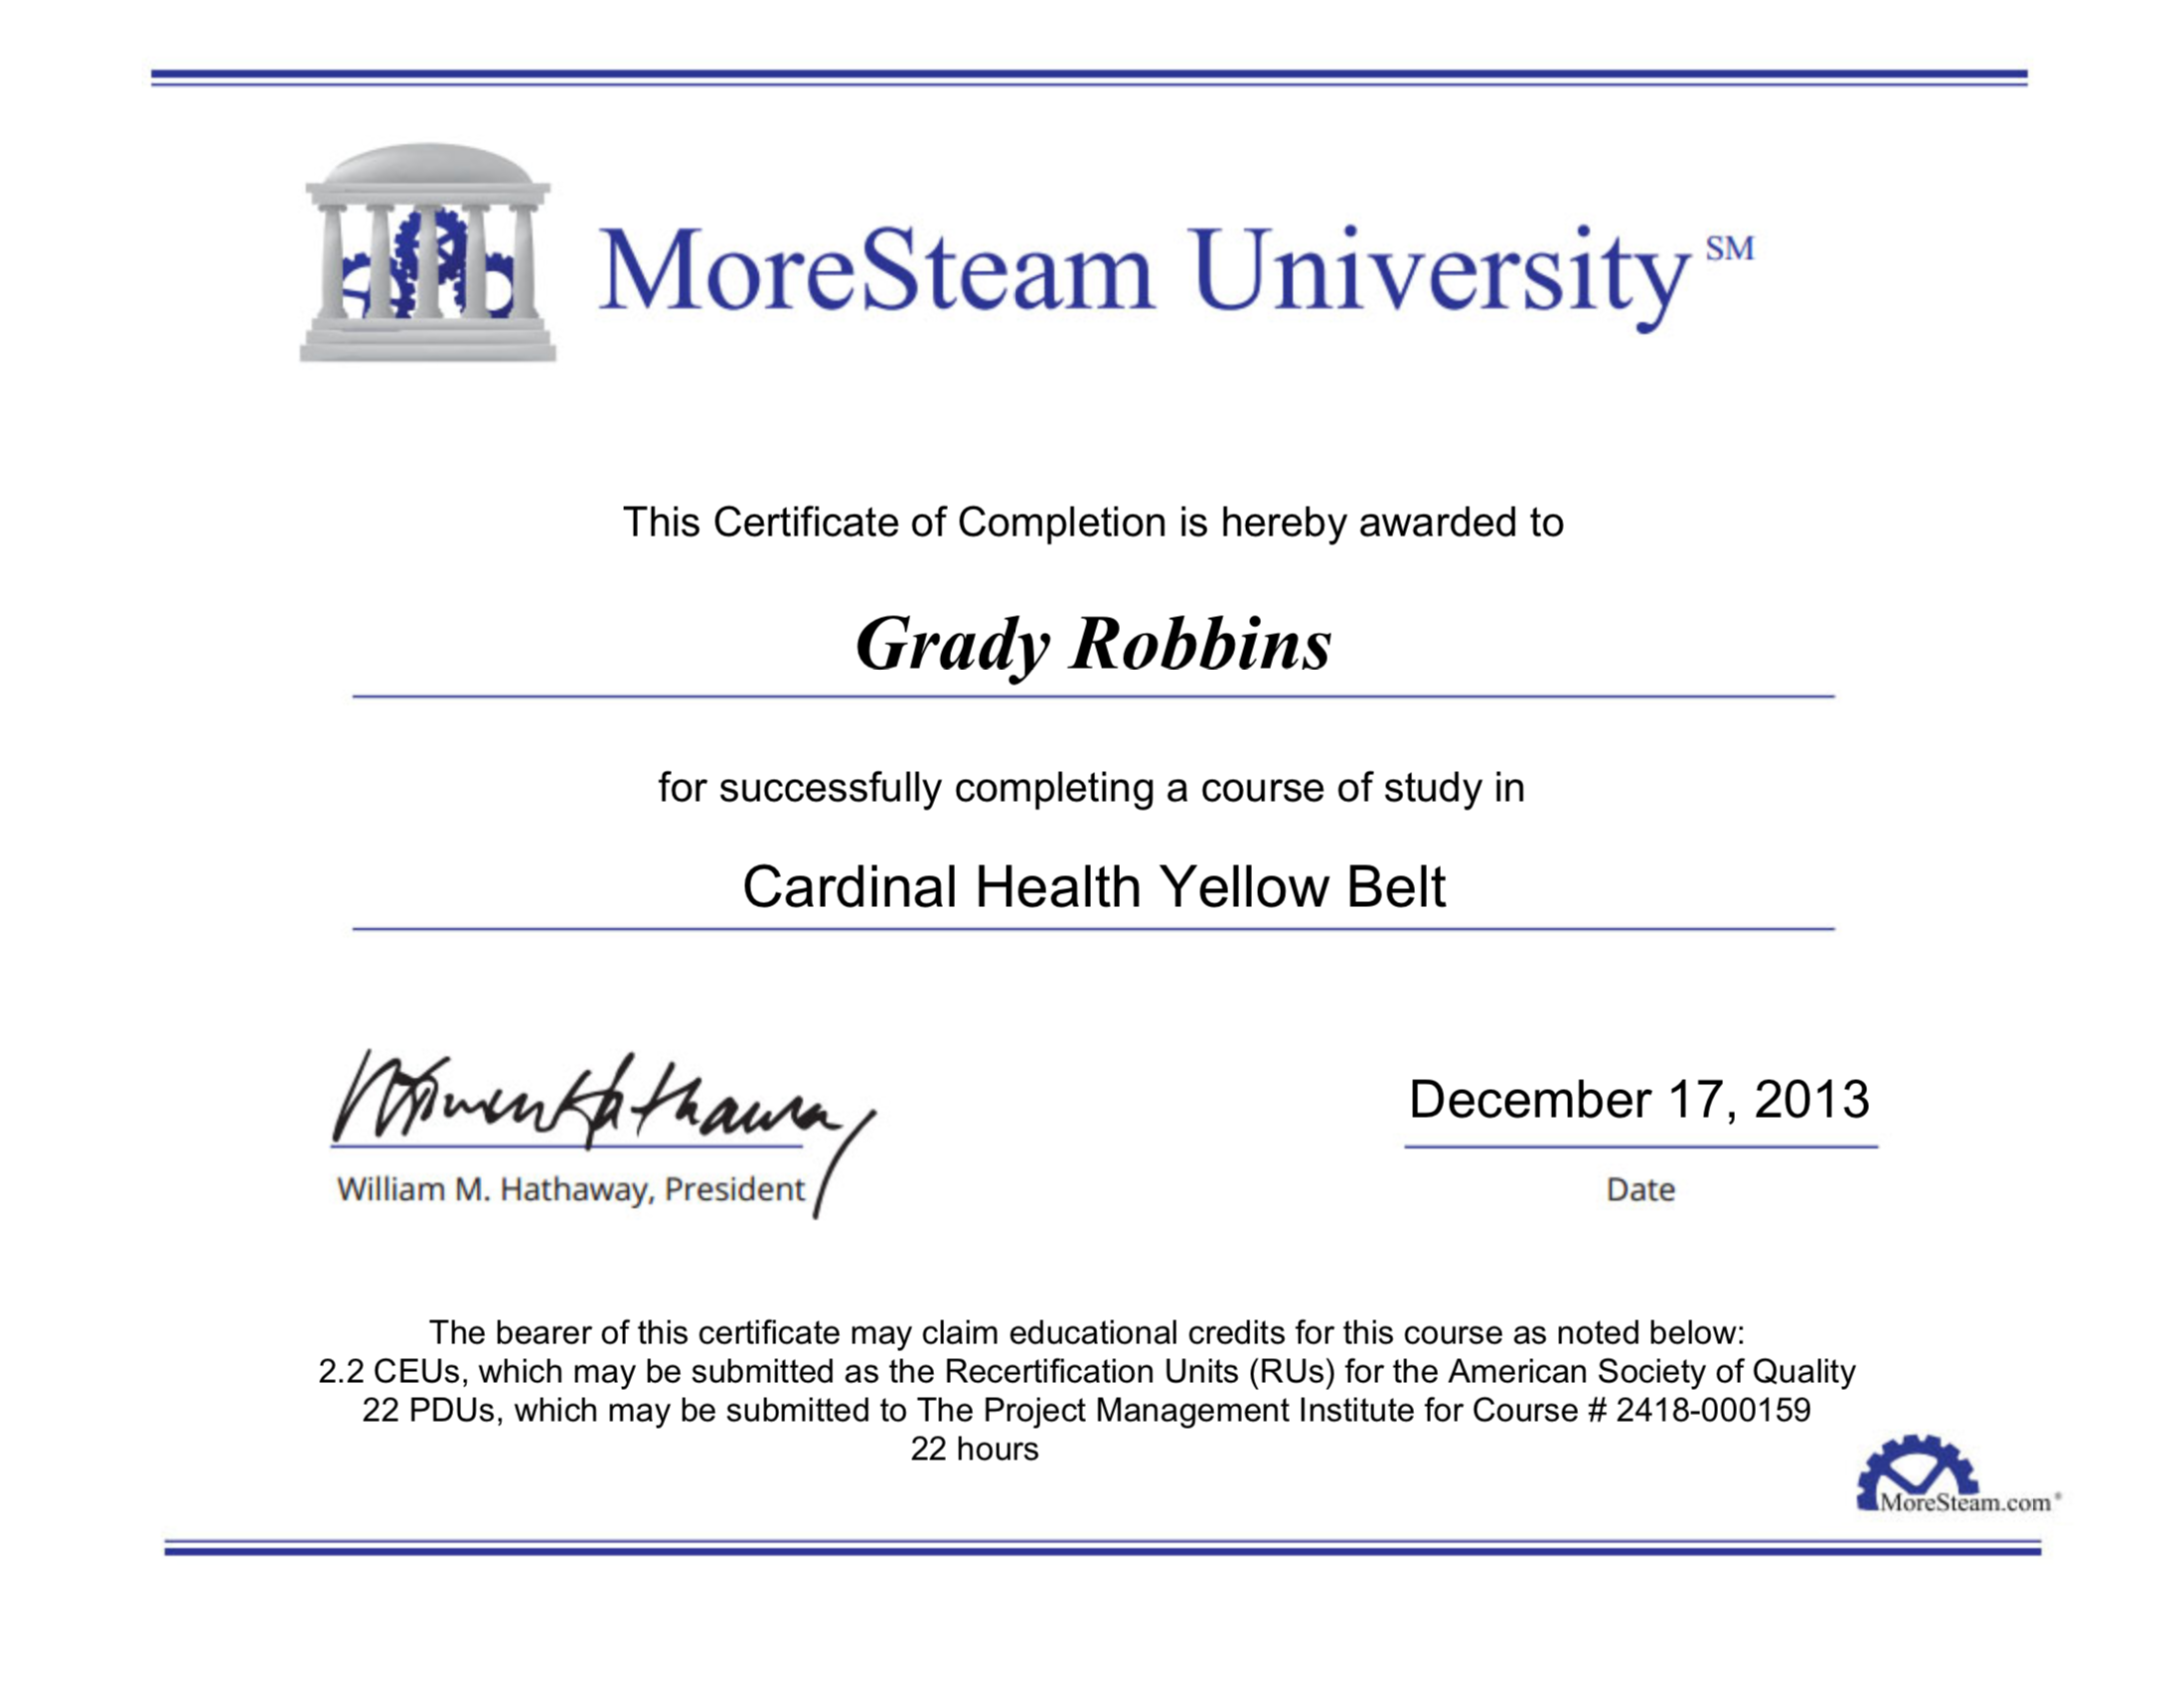 MoreSteam University SM
This Certificate of Completion is hereby awarded to
Grady Robbins
for successfully completing a course of study in
Cardinal Health Yellow Belt
December 17, 2013
William M. Hathaway, President
Date
The bearer of this certificate may claim educational credits for this course as noted below:
2.2 CEUs, which may be submitted as the Recertification Units (RUs) for the American Society of Quality
22 PDUs, which may be submitted to The Project Management Institute for Course # 2418-000159
22 hours
MoreSteam.com®